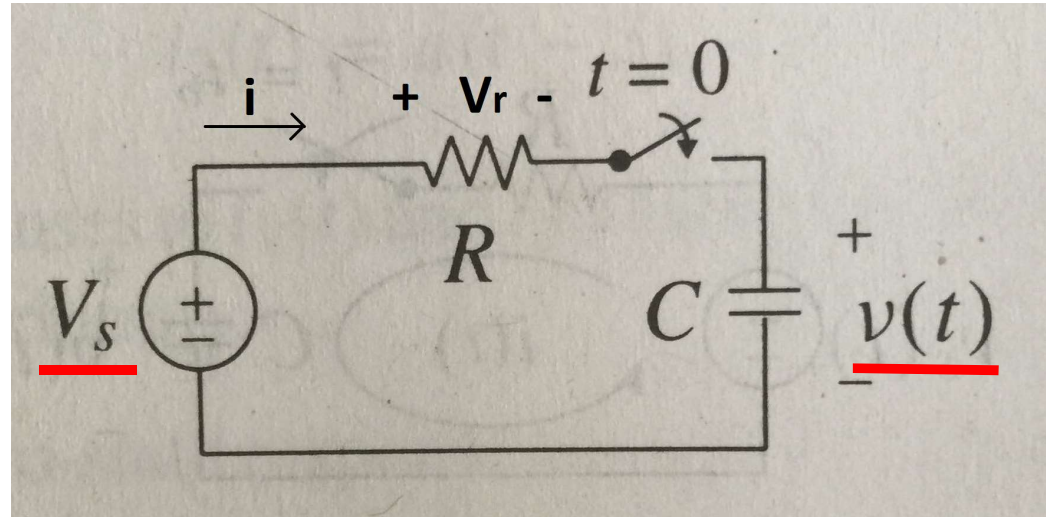 t = 0
i
+ Vr -
R
Vs
+
−
C
+
v(t)
−